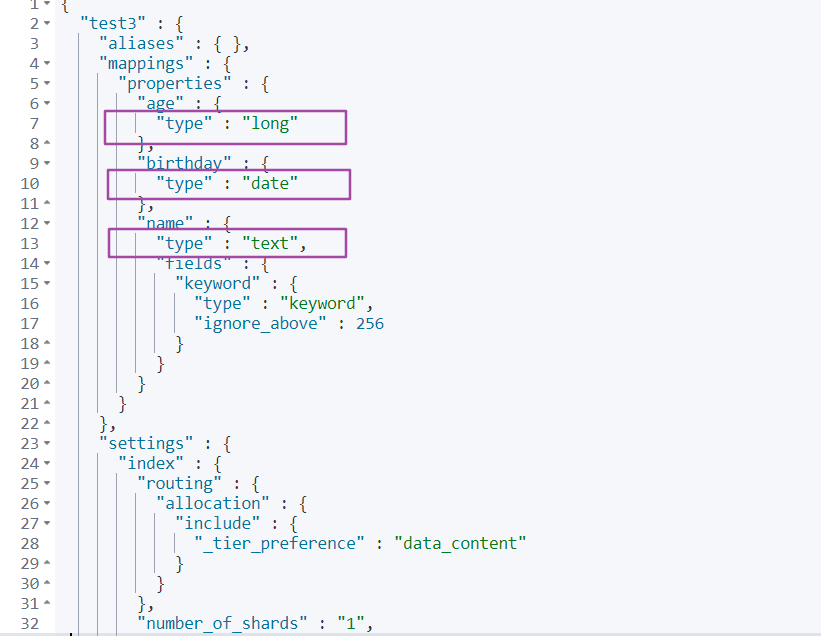 1 {
2 "test3" : {
3 "aliases" : { },
4 "mappings" : {
5 "properties" : {
6 "age" : {
7 "type" : "long"
8 },
9 "birthday" : {
10 "type" : "date"
11 },
12 "name" : {
13 "type" : "text",
14 "fields" : {
15 "keyword" : {
16 "type" : "keyword",
17 "ignore_above" : 256
18 }
19 }
20 }
21 }
22 },
23 "settings" : {
24 "index" : {
25 "routing" : {
26 "allocation" : {
27 "include" : {
28 "_tier_preference" : "data_content"
29 }
30 }
31 },
32 "number_of_shards" : "1",